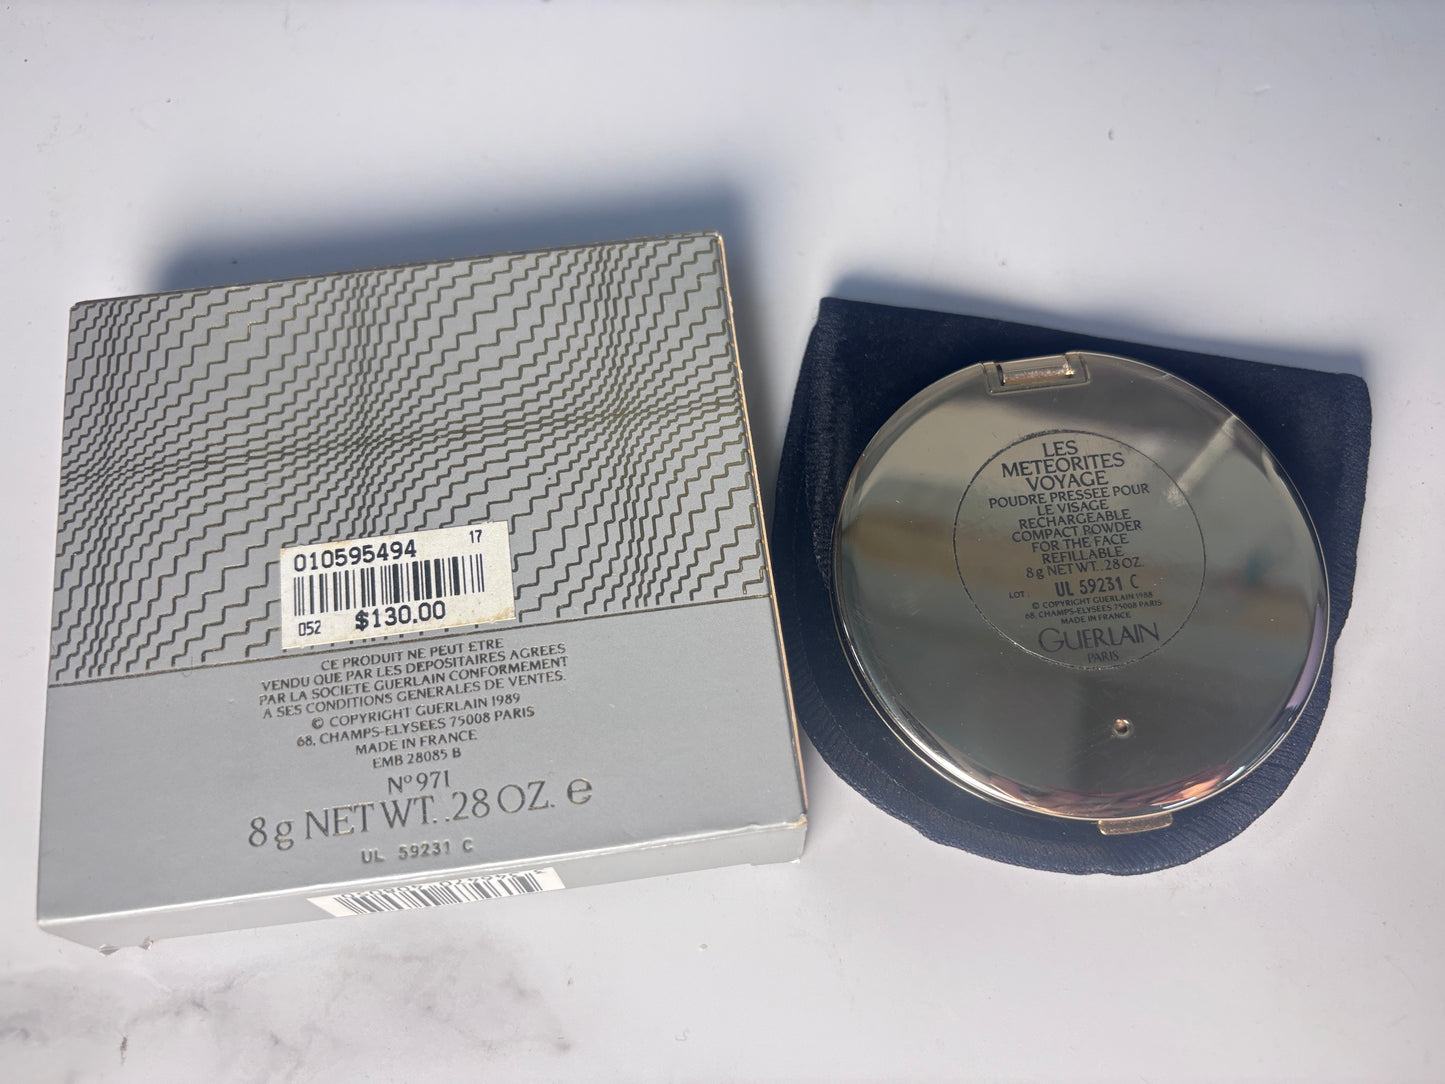 010595494
17
052
$130.00
CE PRODUIT NE PEUT ETRE
VENDU QUE PAR LES DEPOSITAIRES AGREES
PAR LA SOCIETE GUERLAIN CONFORMEMENT
A SES CONDITIONS GENERALES DE VENTES.
© COPYRIGHT GUERLAIN 1989
68, CHAMPS-ELYSEES 75008 PARIS
MADE IN FRANCE
EMB 28085 B
Nº 971
8 g NET WT. .28 OZ. e
UL 59231 C
LES
METEORITES
VOYAGE
POUDRE PRESSEE POUR
LE VISAGE
RECHARGEABLE
COMPACT POWDER
FOR THE FACE
REFILLABLE
8 g NET WT. .28 OZ.
LOT : UL 59231 C
© COPYRIGHT GUERLAIN 1988
68, CHAMPS-ELYSEES 75008 PARIS
MADE IN FRANCE
GUERLAIN
PARIS